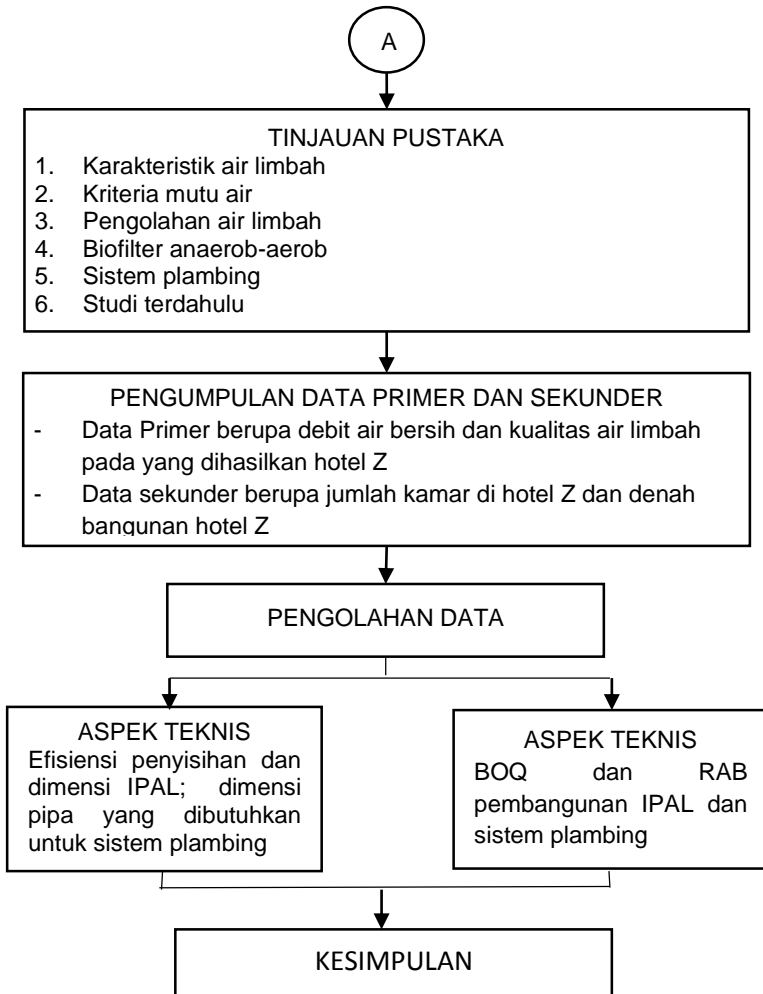 A
TINJAUAN PUSTAKA
1. Karakteristik air limbah
2. Kriteria mutu air
3. Pengolahan air limbah
4. Biofilter anaerob-aerob
5. Sistem plambing
6. Studi terdahulu
PENGUMPULAN DATA PRIMER DAN SEKUNDER
- Data Primer berupa debit air bersih dan kualitas air limbah
pada yang dihasilkan hotel Z
- Data sekunder berupa jumlah kamar di hotel Z dan denah
bangunan hotel Z
PENGOLAHAN DATA
ASPEK TEKNIS
Efisiensi penyisihan dan
dimensi IPAL; dimensi
pipa yang dibutuhkan
untuk sistem plambing
ASPEK TEKNIS
BOQ dan RAB
pembangunan IPAL dan
sistem plambing
KESIMPULAN